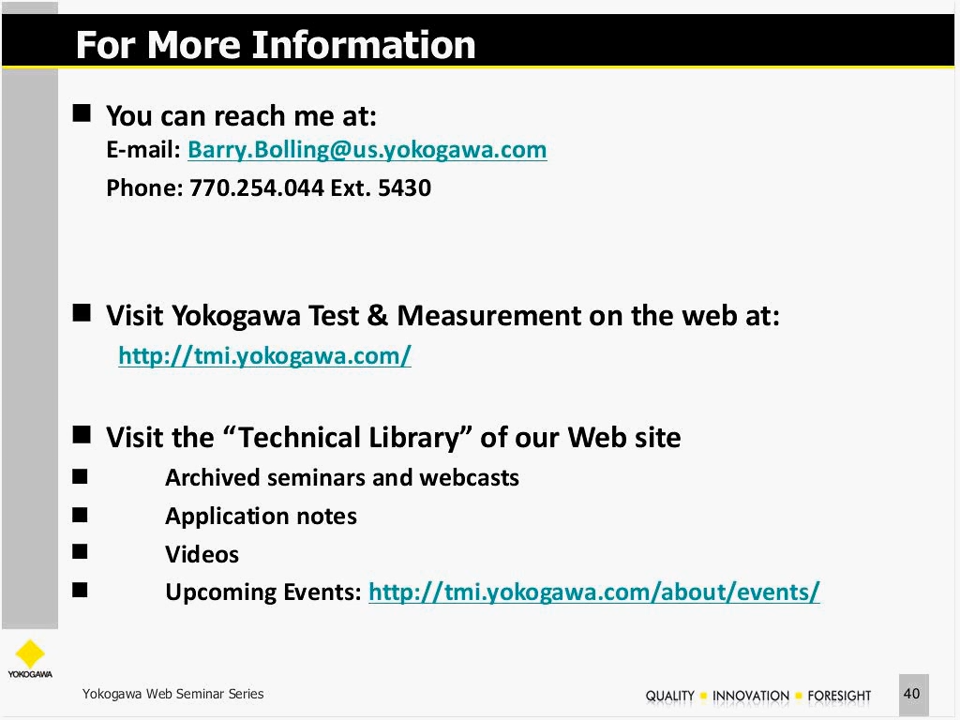 For More Information
You can reach me at:
E-mail: Barry.Bolling@us.yokogawa.com
Phone: 770.254.044 Ext. 5430
Visit Yokogawa Test & Measurement on the web at:
http://tmi.yokogawa.com/
Visit the “Technical Library” of our Web site
Archived seminars and webcasts
Application notes
Videos
Upcoming Events: http://tmi.yokogawa.com/about/events/
YOKOGAWA
Yokogawa Web Seminar Series
QUALITY ■ INNOVATION ■ FORESIGHT
40